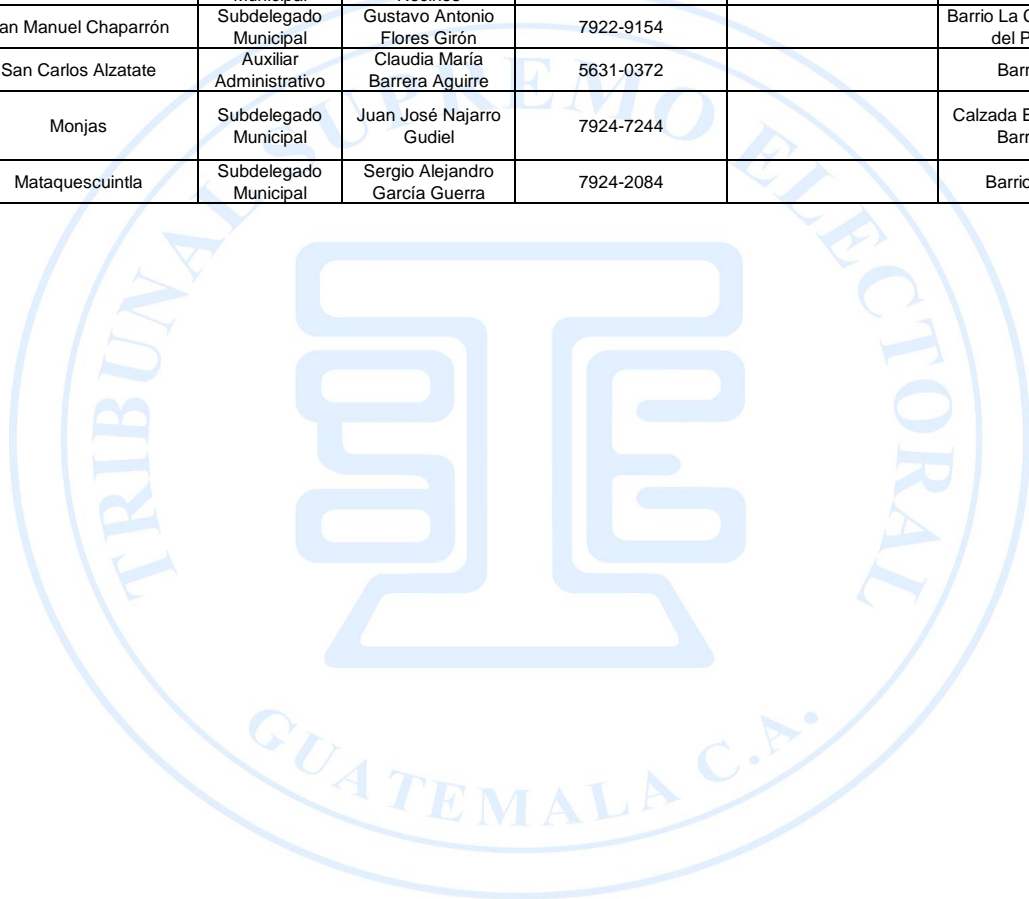 an Manuel Chaparrón
Subdelegado
Municipal
Gustavo Antonio
Flores Girón
7922-9154
Barrio La
del P
San Carlos Alzatate
Auxiliar
Administrativo
Claudia María
Barrera Aguirre
5631-0372
Barr
Monjas
Subdelegado
Municipal
Juan José Najarro
Gudiel
7924-7244
Calzada E
Barr
Mataquescuintla
Subdelegado
Municipal
Sergio Alejandro
García Guerra
7924-2084
Barrio
TRIBUNAL SUPREMO ELECTORAL
GUATEMALA C.A.